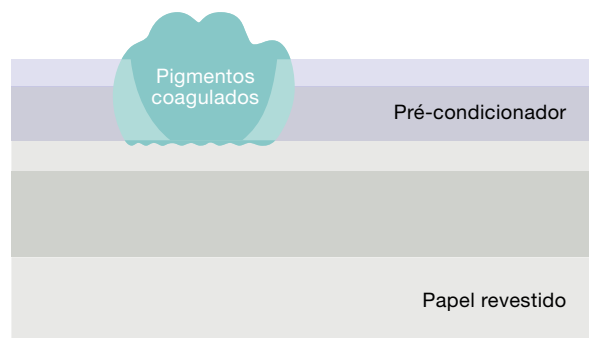 Pigmentos
coagulados
Pré-condicionador
Papel revestido